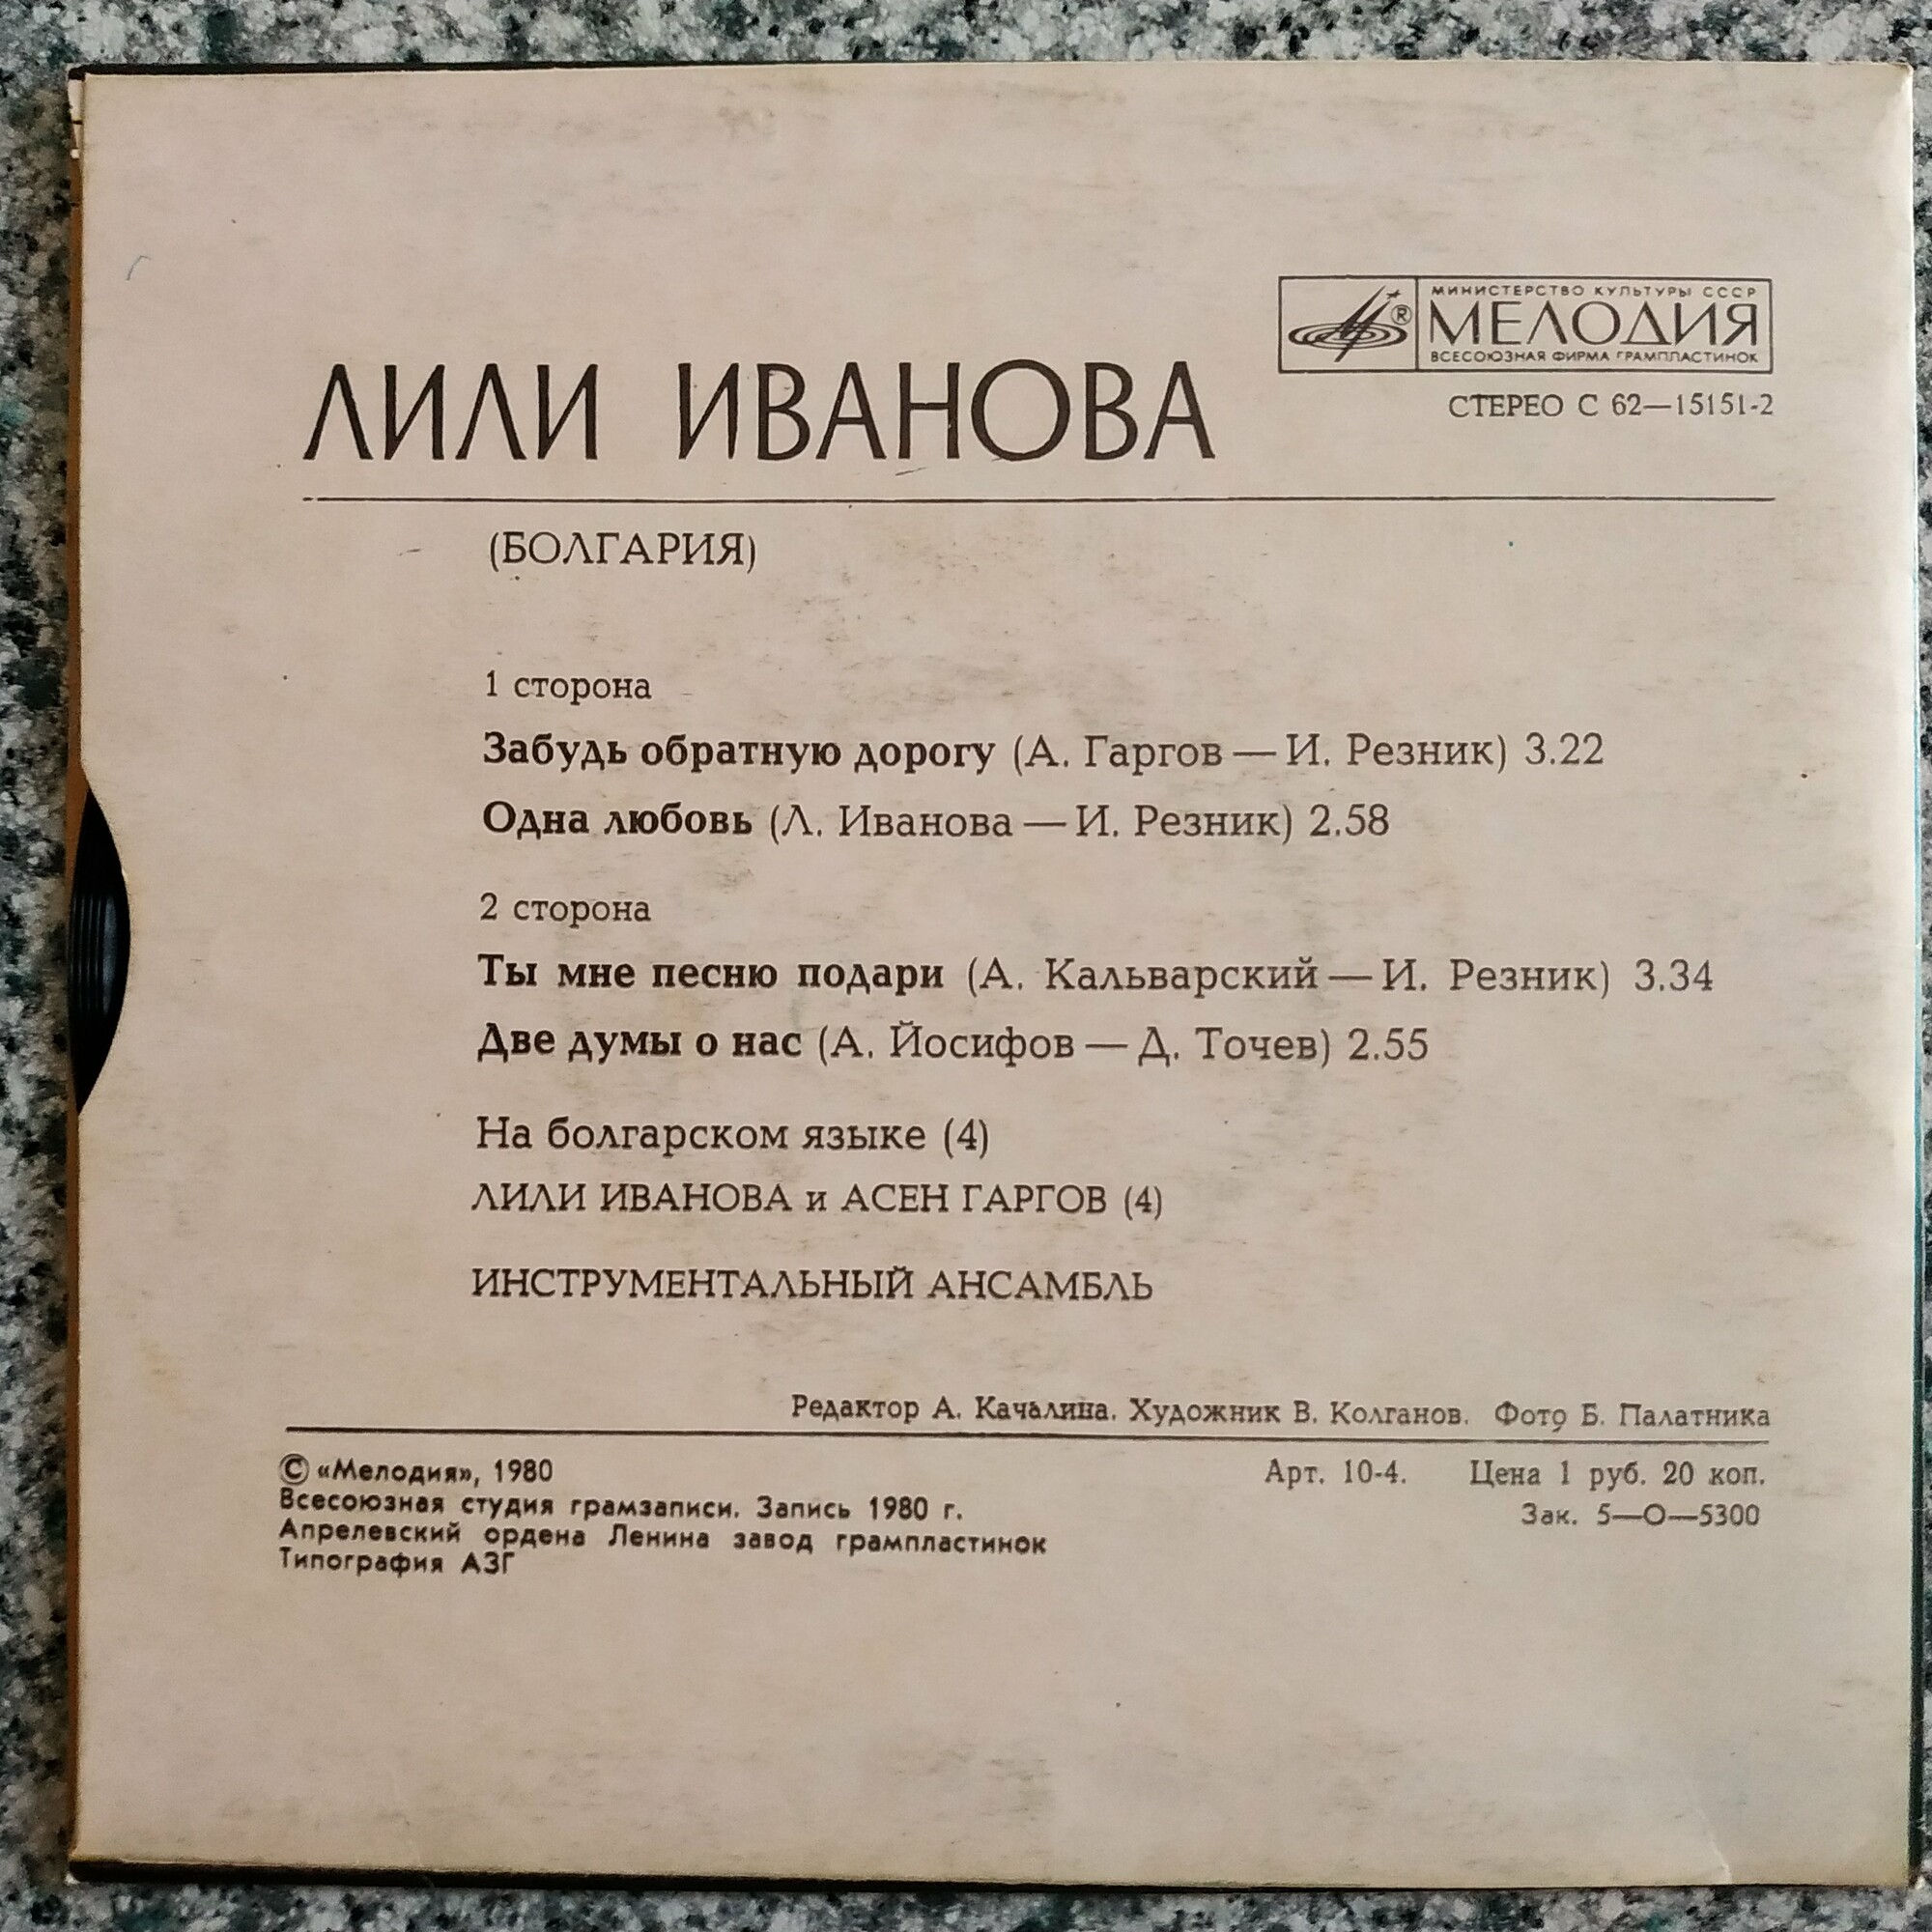 МИНИСТЕРСТВО КУЛЬТУРЫ СССР
МЕЛОДИЯ
®
ВСЕСОЮЗНАЯ ФИРМА ГРАМПЛАСТИНОК
СТЕРЕО С 62—15151-2
ЛИЛИ ИВАНОВА
(БОЛГАРИЯ)
1 сторона
Забудь обратную дорогу (А. Гаргов — И. Резник) 3.22
Одна любовь (Л. Иванова — И. Резник) 2.58
2 сторона
Ты мне песню подари (А. Кальварский — И. Резник) 3.34
Две думы о нас (А. Йосифов — Д. Точев) 2.55
На болгарском языке (4)
ЛИЛИ ИВАНОВА и АСЕН ГАРГОВ (4)
ИНСТРУМЕНТАЛЬНЫЙ АНСАМБЛЬ
Редактор А. Качалина. Художник В. Колганов. Фото Б. Палатника
© «Мелодия», 1980
Всесоюзная студия грамзаписи. Запись 1980 г.
Апрелевский ордена Ленина завод грампластинок
Типография АЗГ
Арт. 10-4. Цена 1 руб. 20 коп.
Зак. 5—О—5300